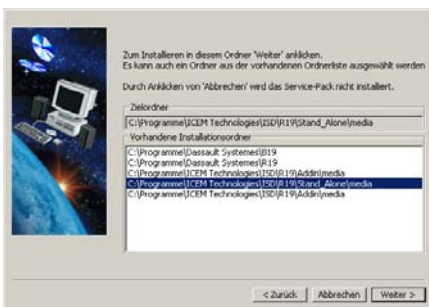 Zum Installieren in diesem Ordner 'Weiter' anklicken.
Es kann auch ein Ordner aus der vorhandenen Ordnerliste ausgewählt werden
Durch Anklicken von 'Abbrechen' wird das Service-Pack nicht installiert.
Zielordner
C:\Programme\ICEM Technologies\ISD\R19\Stand_Alone\media
Vorhandene Installationsordner
C:\Programme\Dassault Systemes\B19
C:\Programme\Dassault Systemes\R19
C:\Programme\ICEM Technologies\ISD\R19\Addin\media
C:\Programme\ICEM Technologies\ISD\R19\Stand_Alone\media
C:\Programme\ICEM Technologies\ISD\R19\Addin\media
< Zurück Abbrechen Weiter >